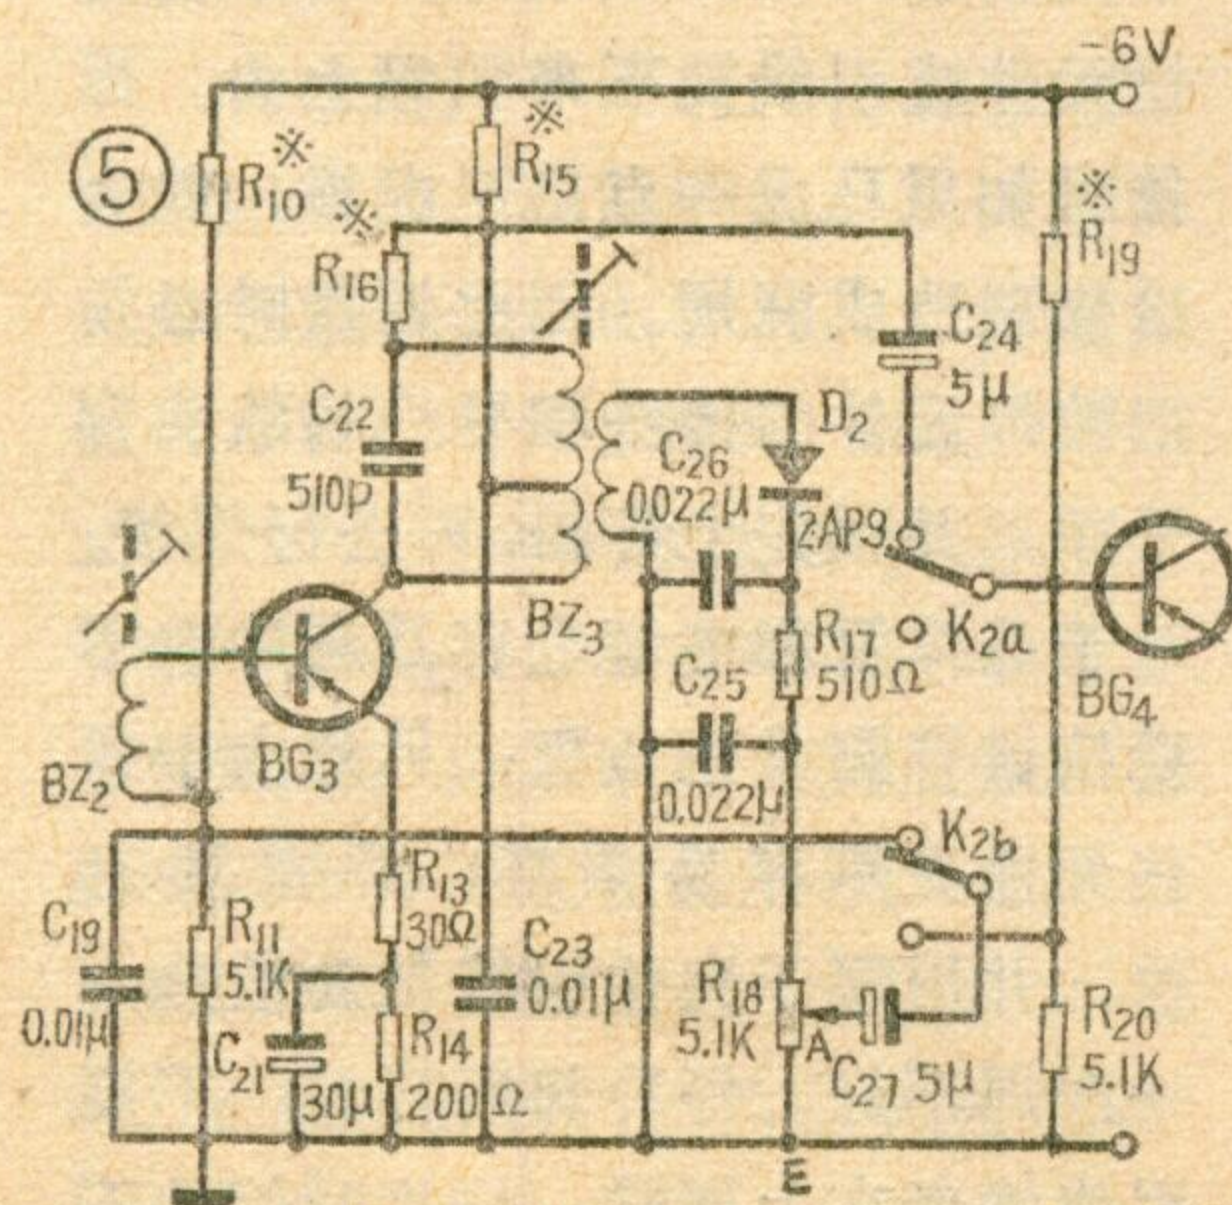 -6V
⑤
R10※
R15※
R19※
R16※
C24
5μ
C22
510p
D2
C26
0.022μ
2AP9
BZ3
K2a
R17
510Ω
C25
0.022μ
BG4
BZ2
BG3
K2b
R13
30Ω
C19
0.01μ
R11
5.1K
C23
0.01μ
R18
5.1K
A
C27 5μ
R20
5.1K
C21
30μ
R14
200Ω
E